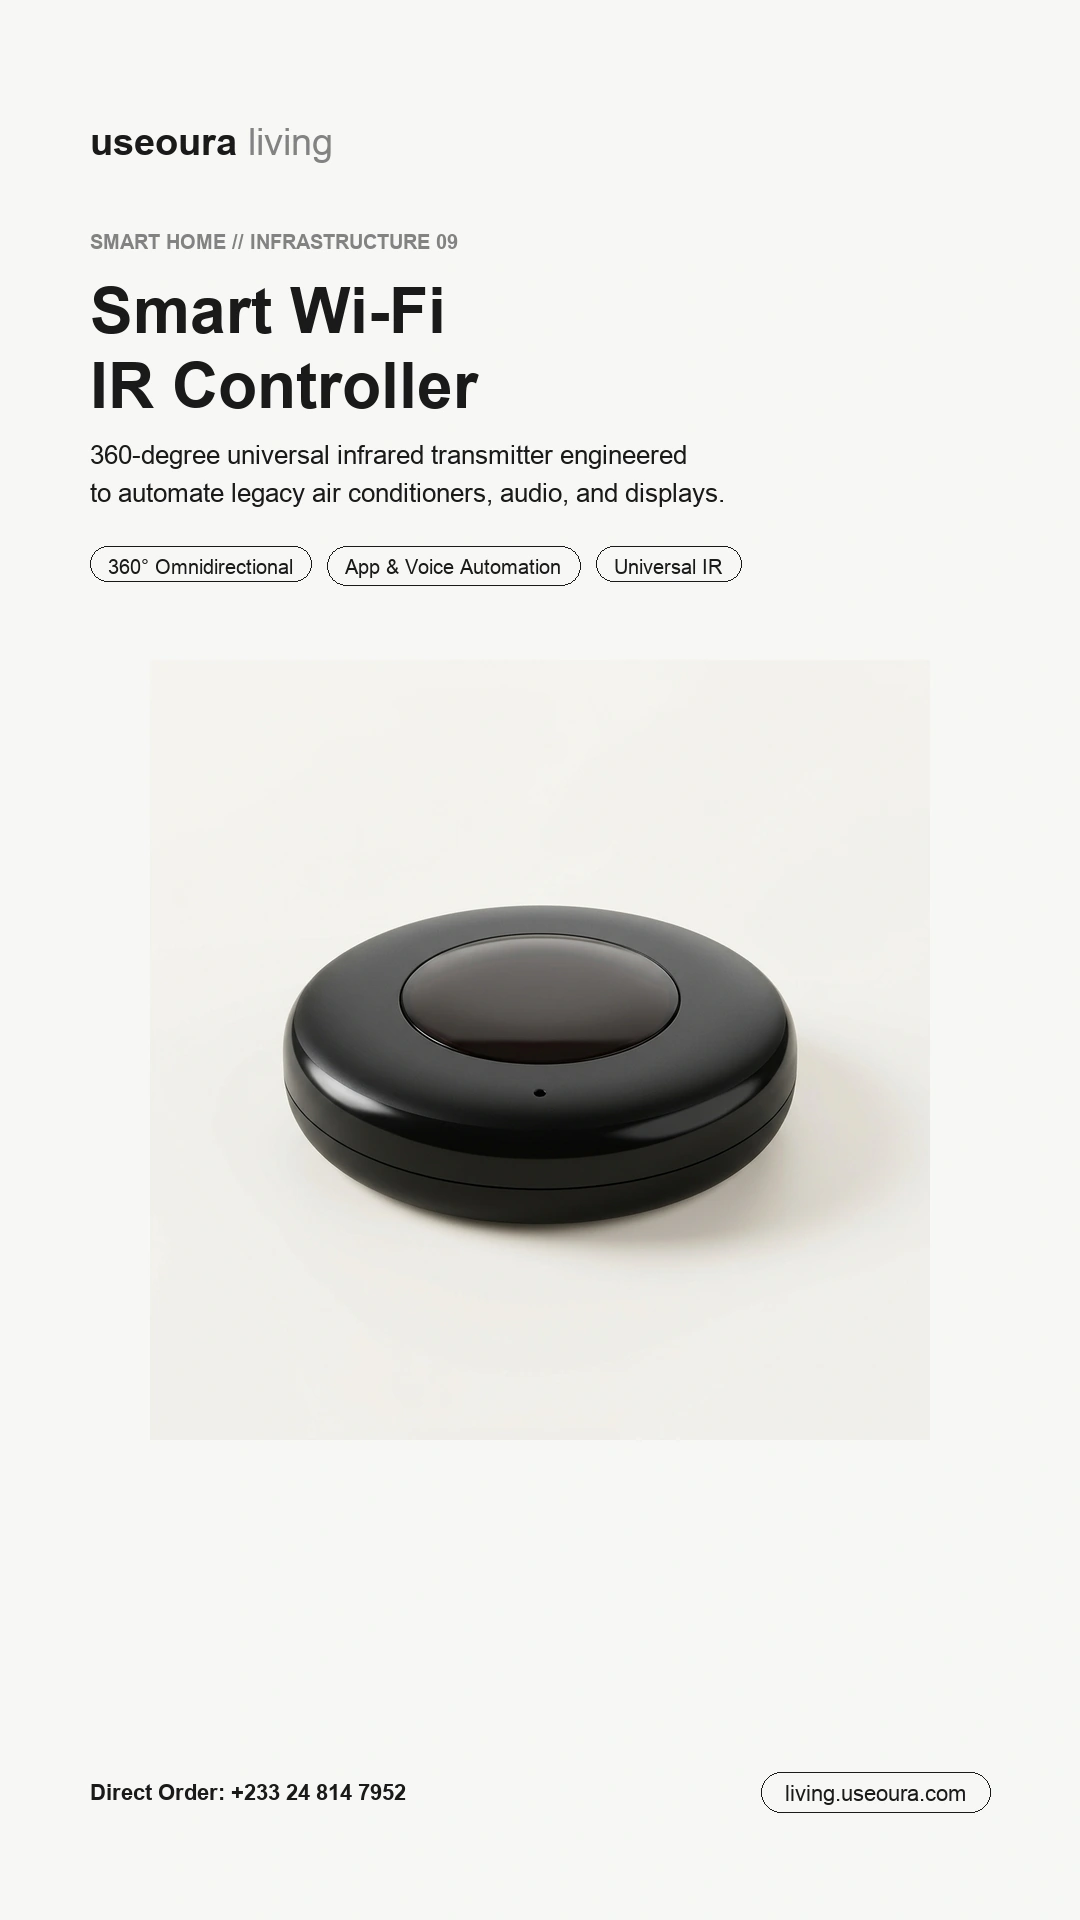 useoura living
SMART HOME // INFRASTRUCTURE 09
Smart Wi-Fi
IR Controller
360-degree universal infrared transmitter engineered
to automate legacy air conditioners, audio, and displays.
360° Omnidirectional
App & Voice Automation
Universal IR
Direct Order: +233 24 814 7952
living.useoura.com